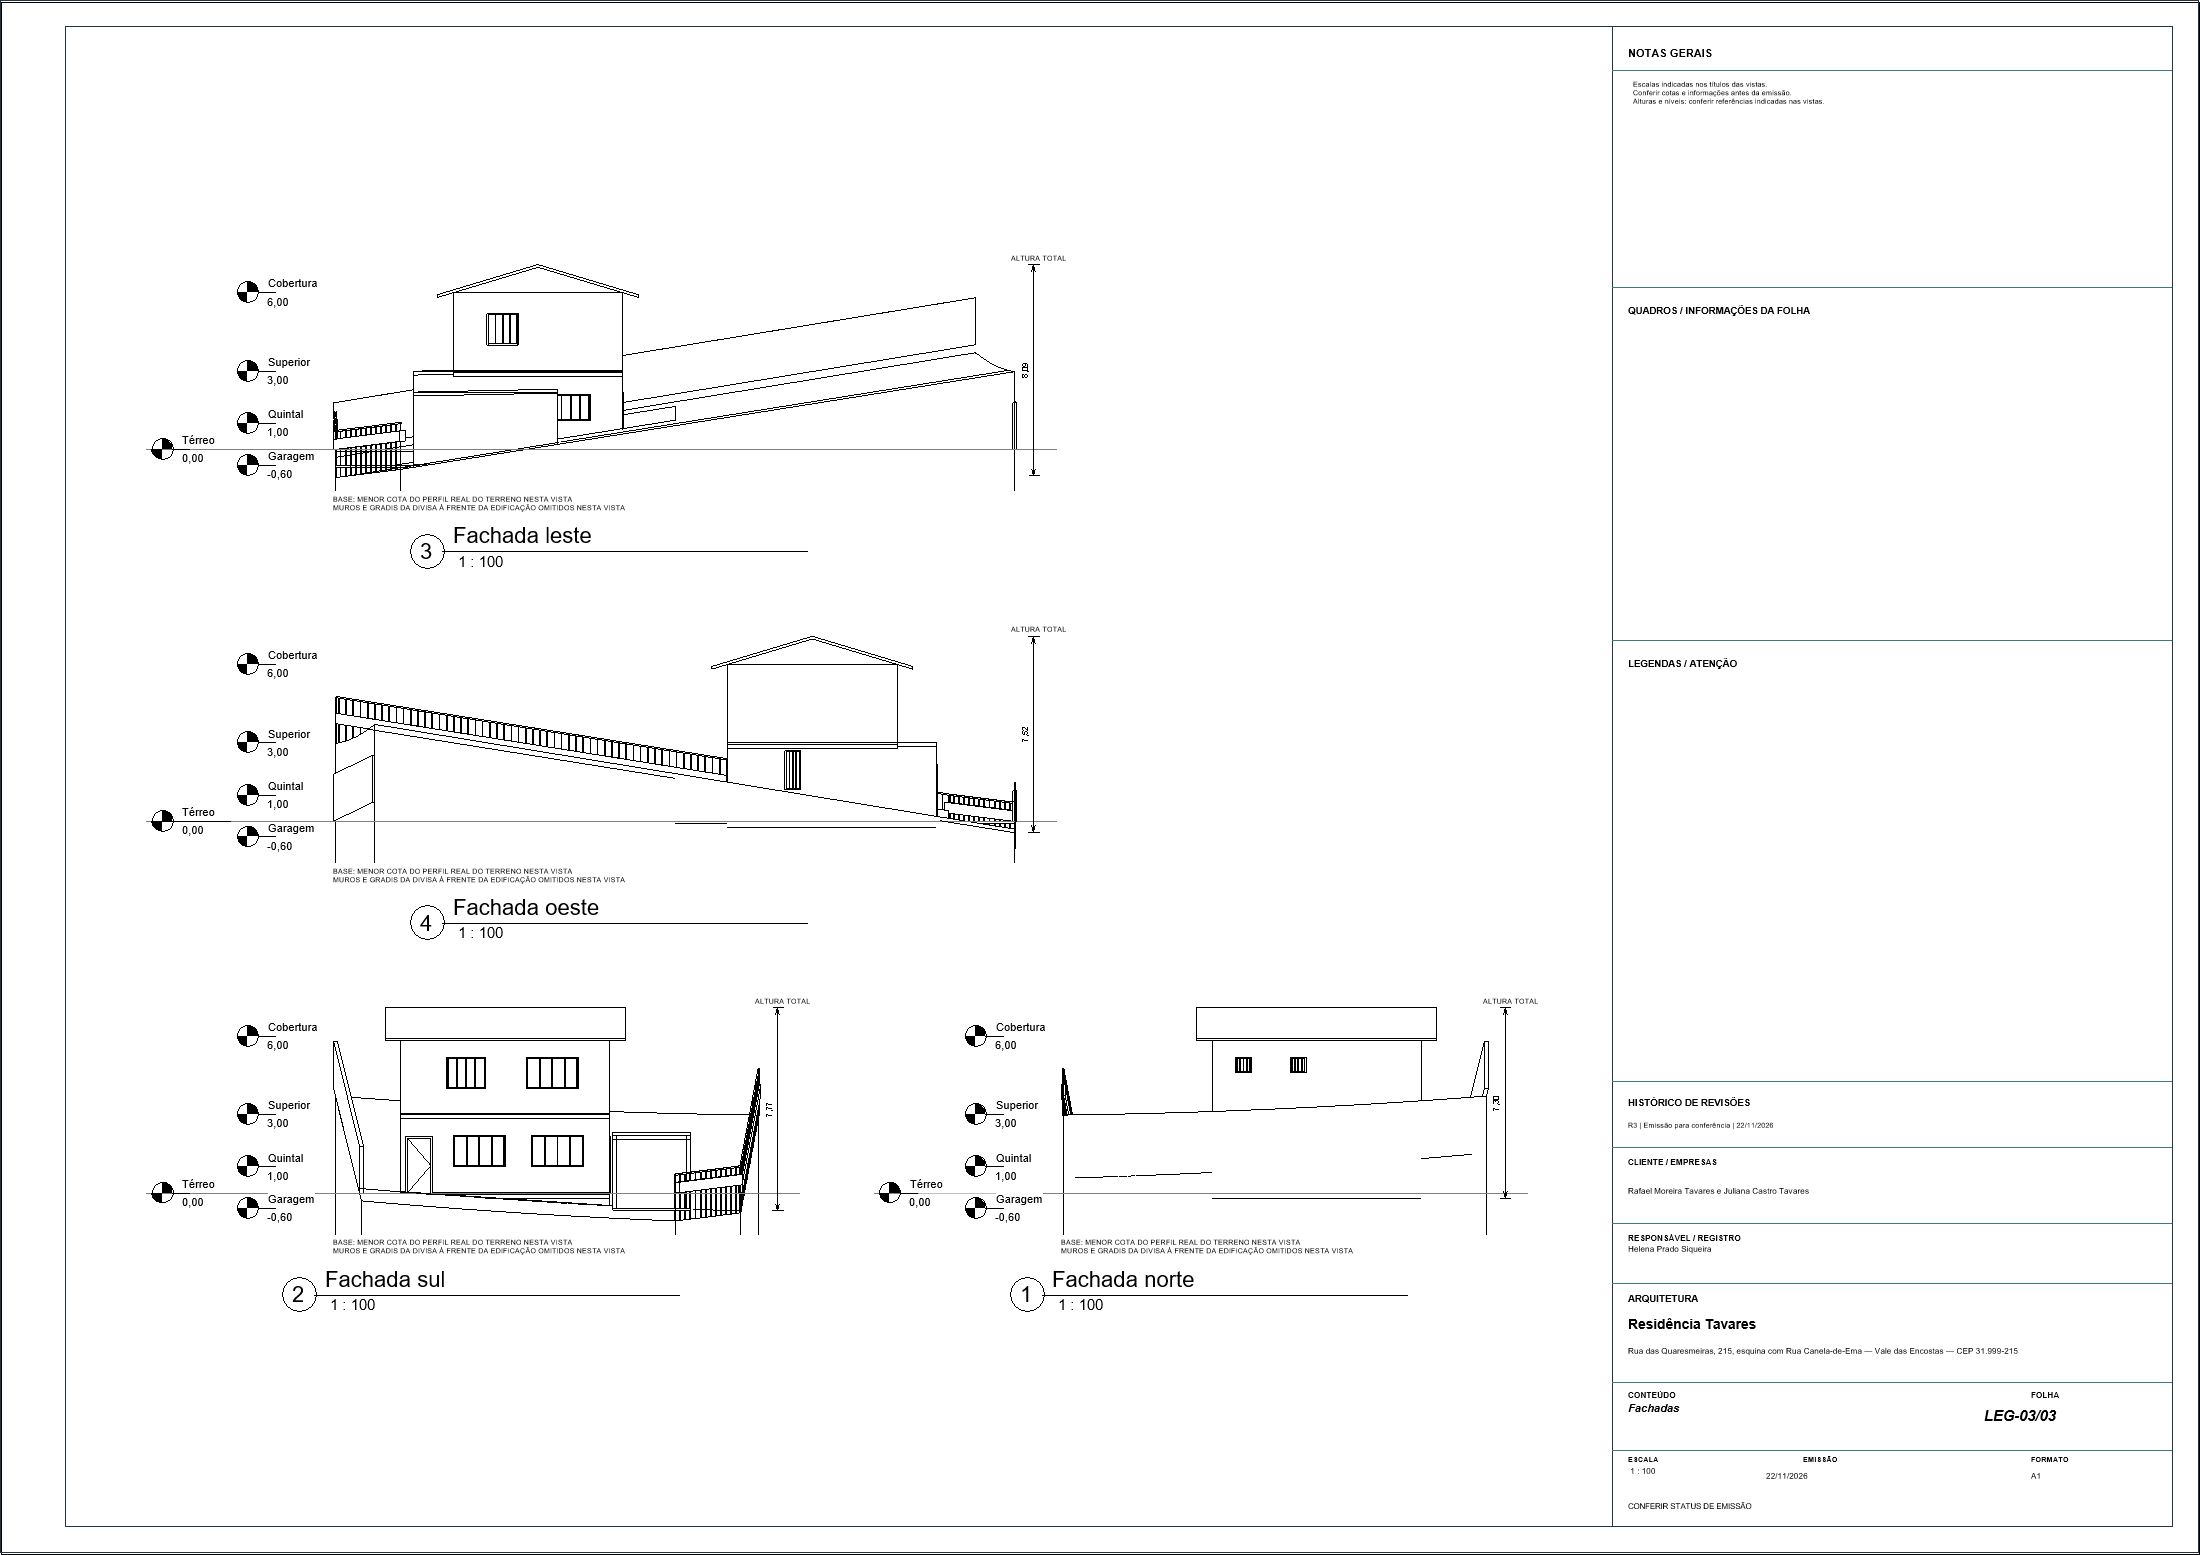 ALTURA TOTAL
Cobertura
6,00
Superior
3,00
8,09
Quintal
1,00
Térreo
0,00
Garagem
-0,60
BASE: MENOR COTA DO PERFIL REAL DO TERRENO NESTA VISTA
MUROS E GRADIS DA DIVISA À FRENTE DA EDIFICAÇÃO OMITIDOS NESTA VISTA
3
Fachada leste
1 : 100
ALTURA TOTAL
Cobertura
6,00
Superior
3,00
7,52
Quintal
1,00
Térreo
0,00
Garagem
-0,60
BASE: MENOR COTA DO PERFIL REAL DO TERRENO NESTA VISTA
MUROS E GRADIS DA DIVISA À FRENTE DA EDIFICAÇÃO OMITIDOS NESTA VISTA
4
Fachada oeste
1 : 100
ALTURA TOTAL
Cobertura
6,00
Superior
3,00
7,77
Quintal
1,00
Térreo
0,00
Garagem
-0,60
BASE: MENOR COTA DO PERFIL REAL DO TERRENO NESTA VISTA
MUROS E GRADIS DA DIVISA À FRENTE DA EDIFICAÇÃO OMITIDOS NESTA VISTA
2
Fachada sul
1 : 100
ALTURA TOTAL
Cobertura
6,00
Superior
3,00
7,30
Quintal
1,00
Térreo
0,00
Garagem
-0,60
BASE: MENOR COTA DO PERFIL REAL DO TERRENO NESTA VISTA
MUROS E GRADIS DA DIVISA À FRENTE DA EDIFICAÇÃO OMITIDOS NESTA VISTA
1
Fachada norte
1 : 100
NOTAS GERAIS
Escalas indicadas nos títulos das vistas.
Conferir cotas e informações antes da emissão.
Alturas e níveis: conferir referências indicadas nas vistas.
QUADROS / INFORMAÇÕES DA FOLHA
LEGENDAS / ATENÇÃO
HISTÓRICO DE REVISÕES
R3 | Emissão para conferência | 22/11/2026
CLIENTE / EMPRESAS
Rafael Moreira Tavares e Juliana Castro Tavares
RESPONSÁVEL / REGISTRO
Helena Prado Siqueira
ARQUITETURA
Residência Tavares
Rua das Quaresmeiras, 215, esquina com Rua Canela-de-Ema — Vale das Encostas — CEP 31.999-215
CONTEÚDO
Fachadas
FOLHA
LEG-03/03
ESCALA
1 : 100
EMISSÃO
22/11/2026
FORMATO
A1
CONFERIR STATUS DE EMISSÃO